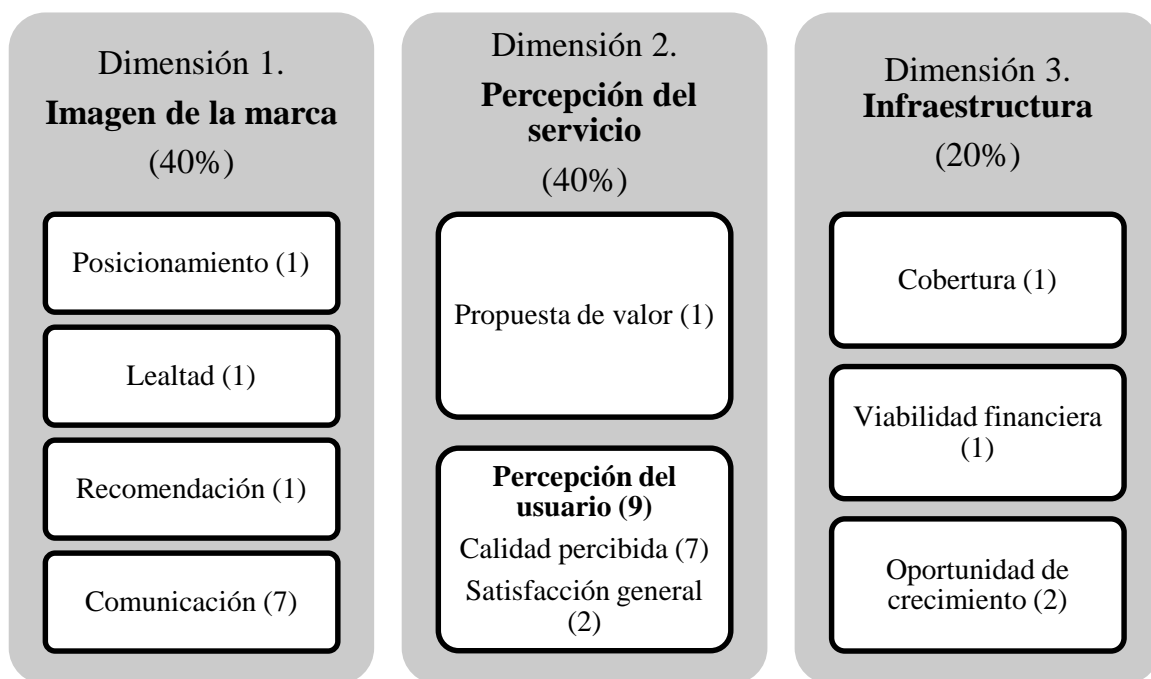 Dimensión 1.
Imagen de la marca
(40%)
Posicionamiento (1)
Lealtad (1)
Recomendación (1)
Comunicación (7)
Dimensión 2.
Percepción del
servicio
(40%)
Propuesta de valor (1)
Percepción del
usuario (9)
Calidad percibida (7)
Satisfacción general
(2)
Dimensión 3.
Infraestructura
(20%)
Cobertura (1)
Viabilidad financiera
(1)
Oportunidad de
crecimiento (2)